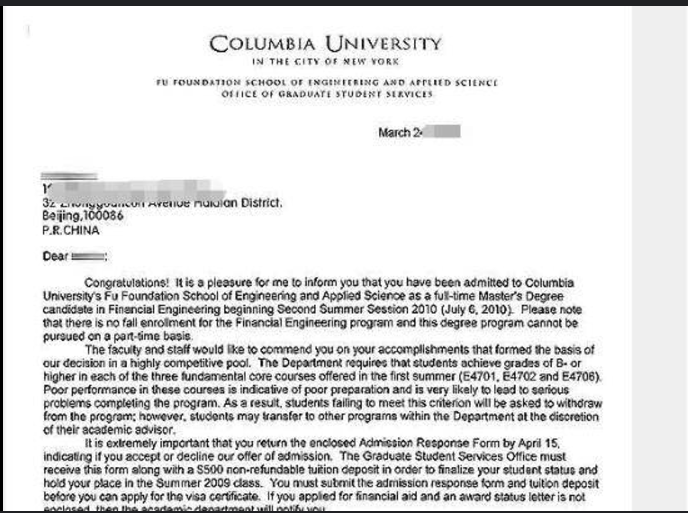 COLUMBIA UNIVERSITY
IN THE CITY OF NEW YORK
FU FOUNDATION SCHOOL OF ENGINEERING AND APPLIED SCIENCE
OFFICE OF GRADUATE STUDENT SERVICES
March 2
32 Avenue Haidian District.
Beijing,100086
P.R.CHINA
Dear
Congratulations! It is a pleasure for me to inform you that you have been admitted to Columbia
University's Fu Foundation School of Engineering and Applied Science as a full-time Master's Degree
candidate in Financial Engineering beginning Second Summer Session 2010 (July 6, 2010). Please note
that there is no fall enrollment for the Financial Engineering program and this degree program cannot be
pursued on a part-time basis.
The faculty and staff would like to commend you on your accomplishments that formed the basis of
our decision in a highly competitive pool. The Department requires that students achieve grades of B- or
higher in each of the three fundamental core courses offered in the first summer (E4701, E4702 and E4706).
Poor performance in these courses is indicative of poor preparation and is very likely to lead to serious
problems completing the program. As a result, students failing to meet this criterion will be asked to withdraw
from the program; however, students may transfer to other programs within the Department at the discretion
of their academic advisor.
It is extremely important that you return the enclosed Admission Response Form by April 15,
indicating if you accept or decline our offer of admission. The Graduate Student Services Office must
receive this form along with a $500 non-refundable tuition deposit in order to finalize your student status and
hold your place in the Summer 2009 class. You must submit the admission response form and tuition deposit
before you can apply for the visa certificate. If you applied for financial aid and an award status letter is not
enclosed, then the academic department will notify you